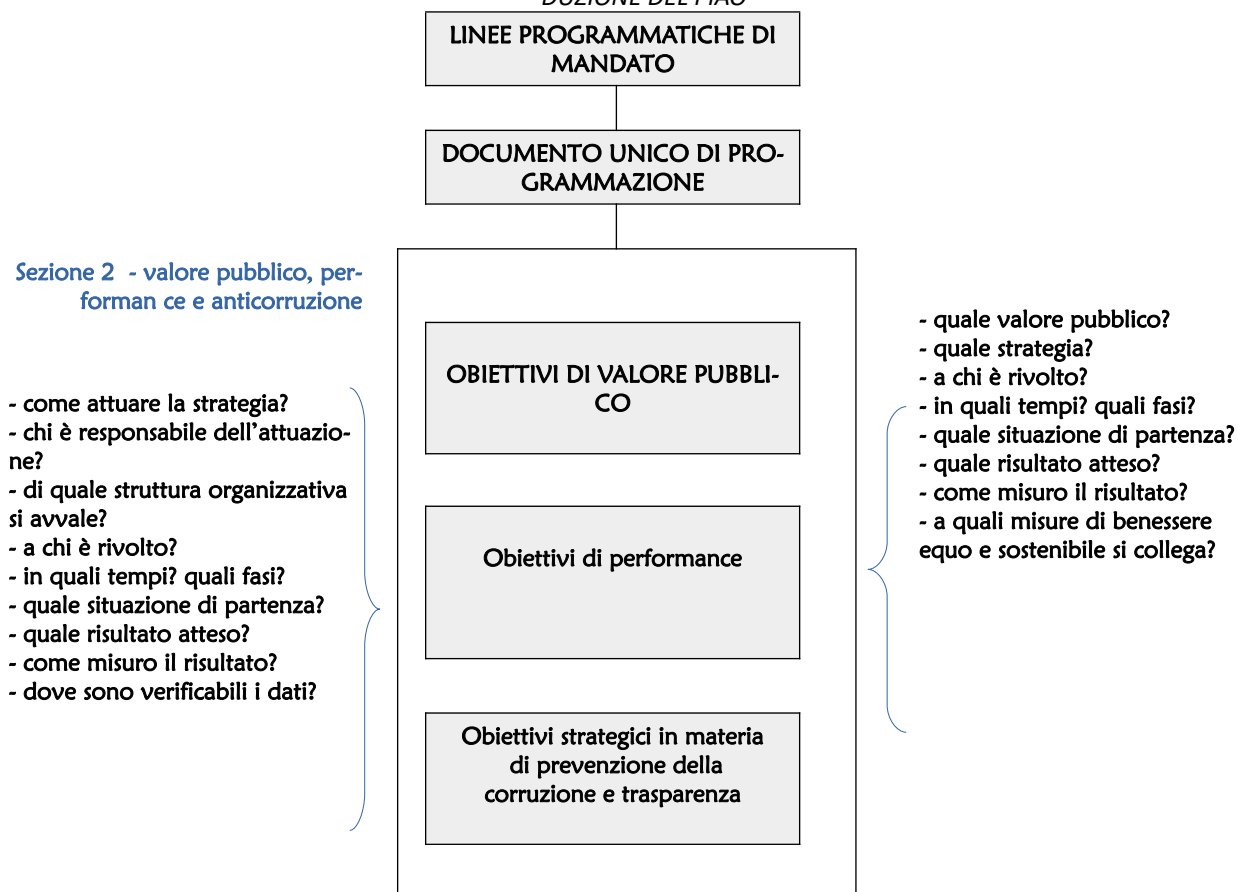 DUZIONE DEL PIAO
LINEE PROGRAMMATICHE DI
MANDATO
DOCUMENTO UNICO DI PRO-
GRAMMAZIONE
Sezione 2 - valore pubblico, per-
forman ce e anticorruzione
- come attuare la strategia?
- chi è responsabile dell'attuazio-
ne?
- di quale struttura organizzativa
si avvale?
- a chi è rivolto?
- in quali tempi? quali fasi?
- quale situazione di partenza?
- quale risultato atteso?
- come misuro il risultato?
- dove sono verificabili i dati?
OBIETTIVI DI VALORE PUBBLI-
CO
Obiettivi di performance
Obiettivi strategici in materia
di prevenzione della
corruzione e trasparenza
- quale valore pubblico?
- quale strategia?
- a chi è rivolto?
- in quali tempi? quali fasi?
- quale situazione di partenza?
- quale risultato atteso?
- come misuro il risultato?
- a quali misure di benessere
equo e sostenibile si collega?